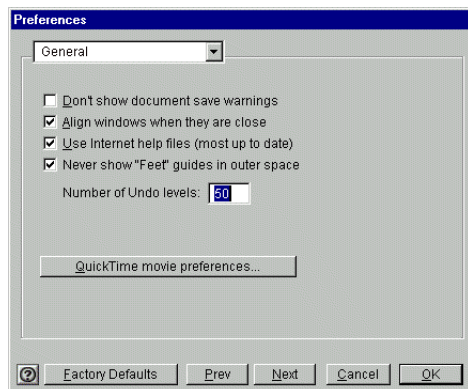 Preferences
General
Don't show document save warnings
Align windows when they are close
Use Internet help files (most up to date)
Never show "Feet" guides in outer space
Number of Undo levels: 50
QuickTime movie preferences...
? Factory Defaults Prev Next Cancel OK